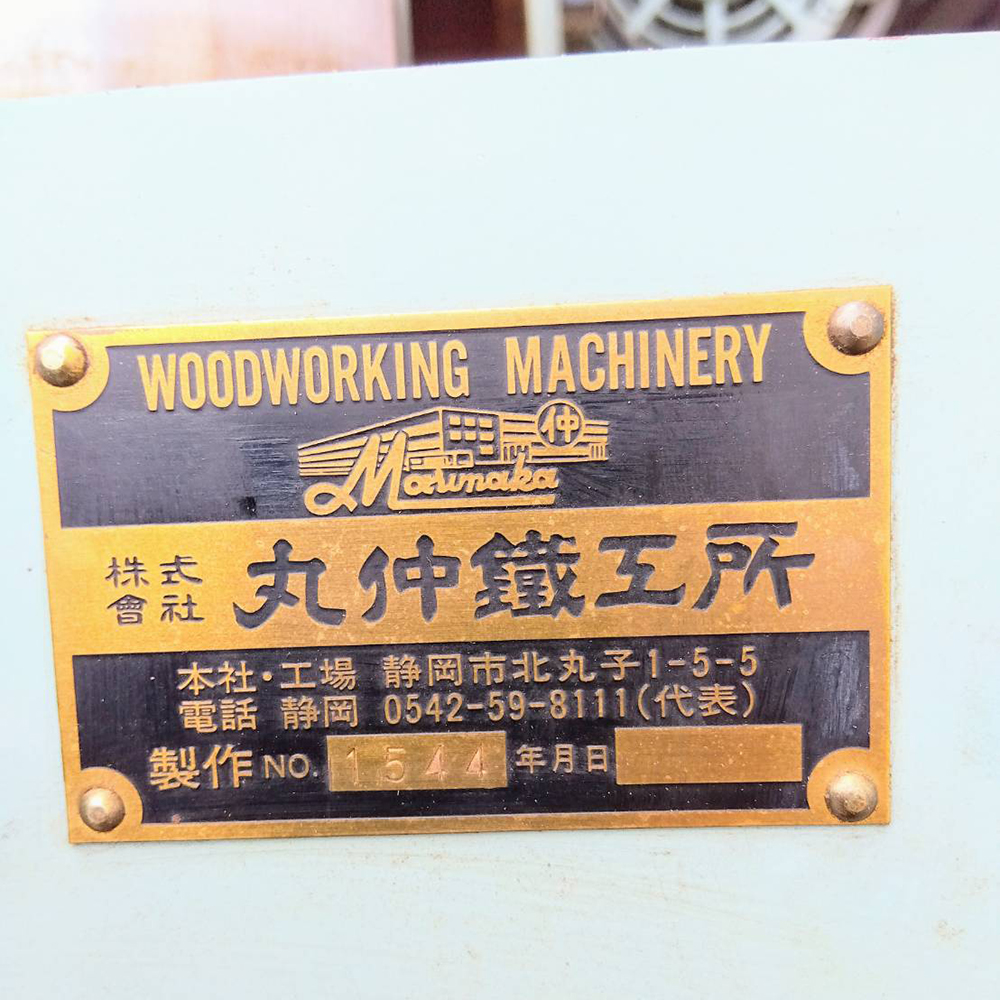 WOODWORKING MACHINERY
仲
Marunaka
株式會社 丸仲鐵工所
本社・工場 静岡市北丸子1-5-5
電話 静岡 0542-59-8111(代表)
製作NO. 1544 年月日